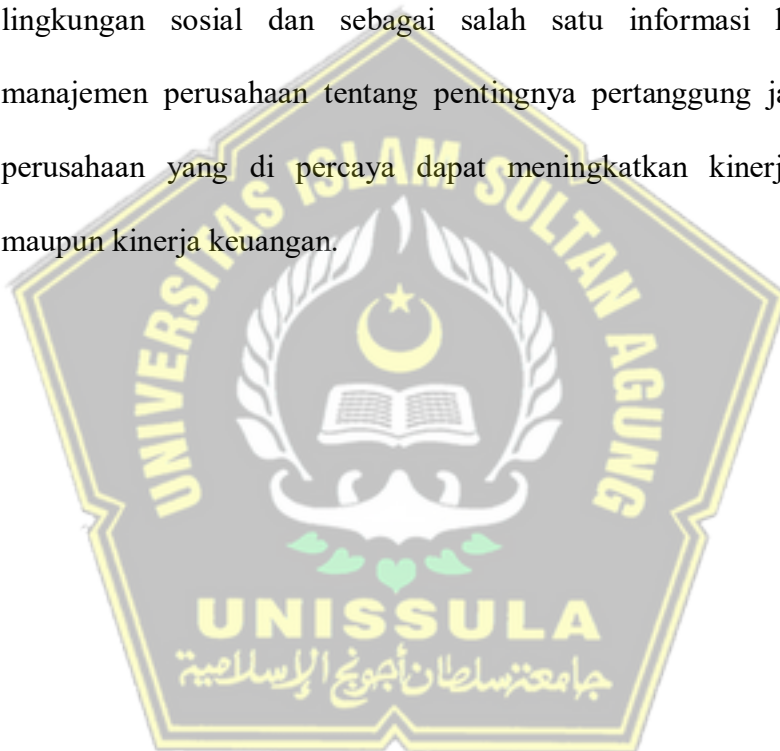 lingkungan sosial dan sebagai salah satu informasi
manajemen perusahaan tentang pentingnya pertanggung
perusahaan yang di percaya dapat meningkatkan
maupun kinerja keuangan.
UNIVERSITAS ISLAM SULTAN AGUNG
UNISSULA
جامعة سلطان أجونج الإسلامية